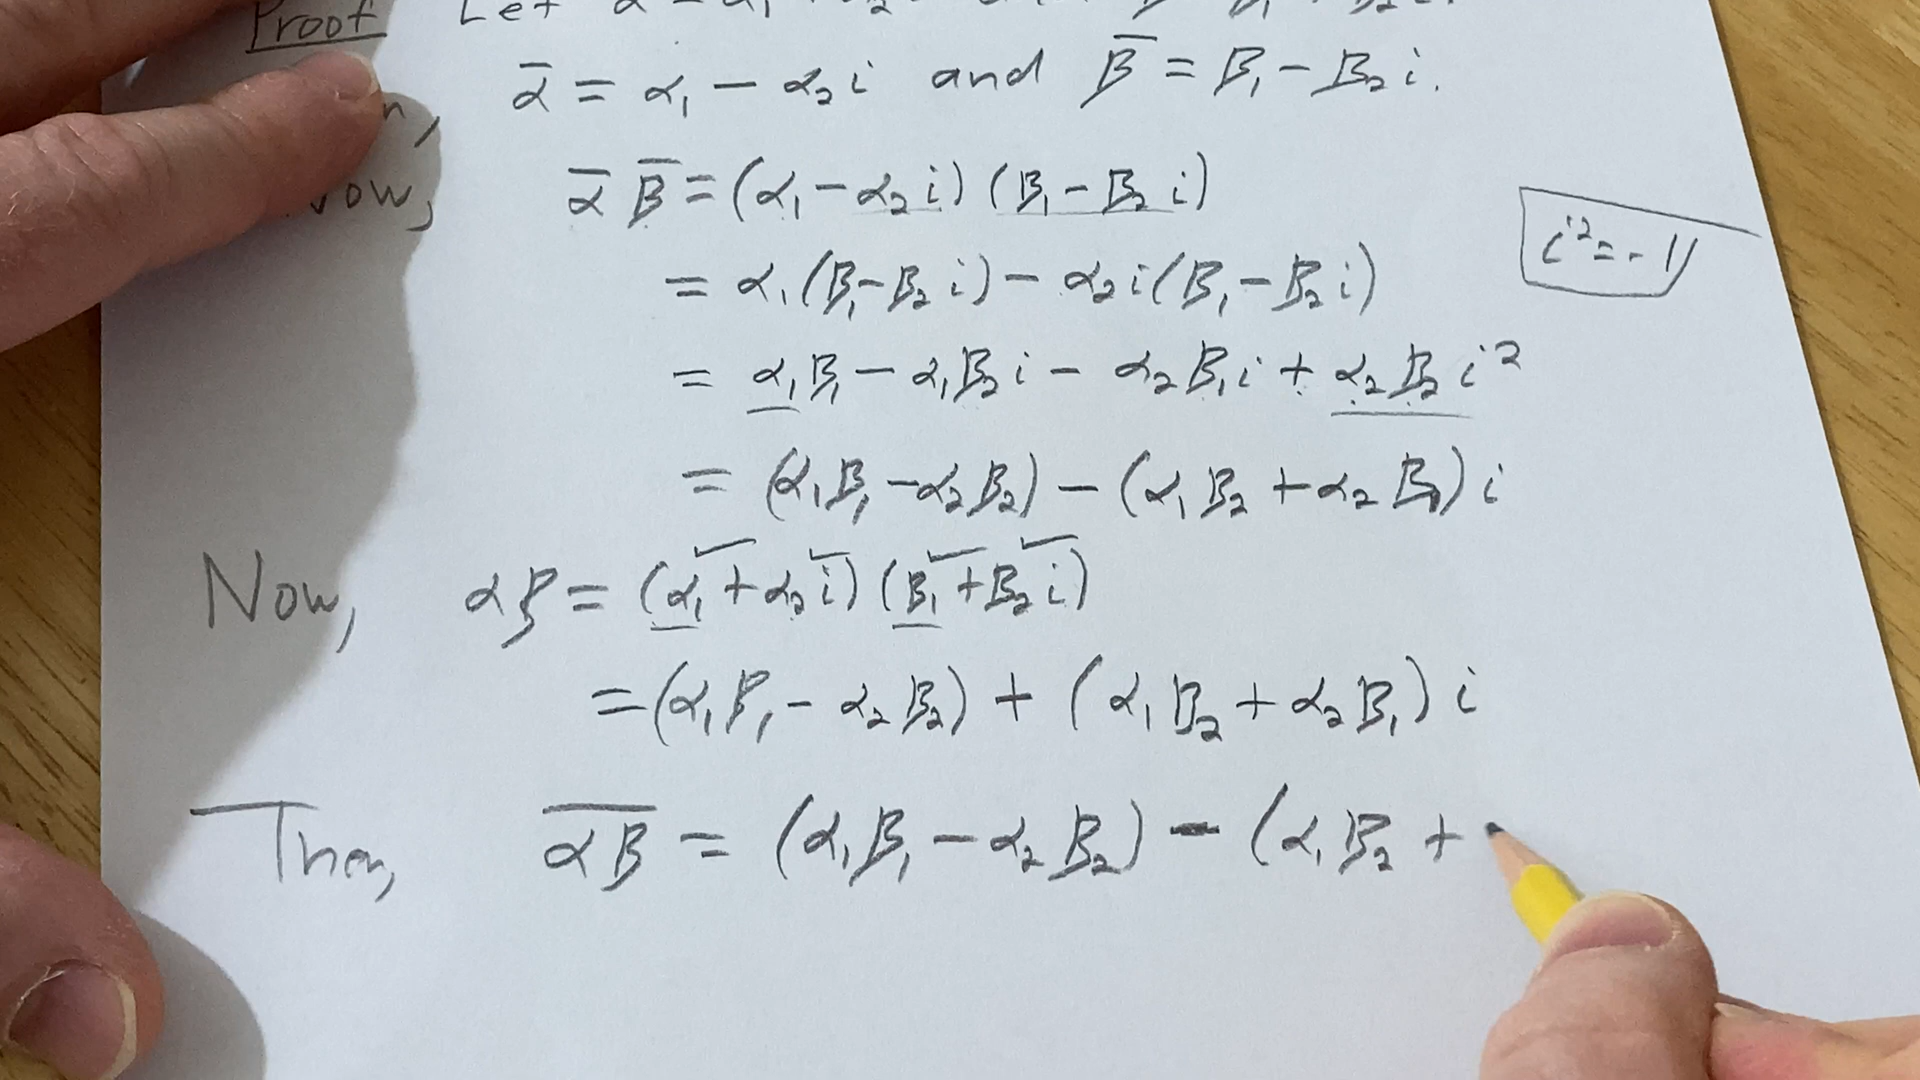 Proof Let
ᾱ = α₁ - α₂i and β̄ = β₁ - β₂i.
ᾱ β̄ = (α₁ - α₂i)(β₁ - β₂i)
= α₁(β₁ - β₂i) - α₂i(β₁ - β₂i)
i² = -1
= α₁β₁ - α₁β₂i - α₂β₁i + α₂β₂i²
= (α₁β₁ - α₂β₂) - (α₁β₂ + α₂β₁)i
Now, αβ = (α₁ + α₂i)(β₁ + β₂i)
= (α₁β₁ - α₂β₂) + (α₁β₂ + α₂β₁)i
Then, \overline{αβ} = (α₁β₁ - α₂β₂) - (α₁β₂ +